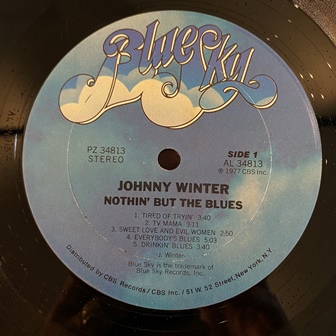 Blue Sky
PZ 34813
STEREO
SIDE 1
AL 34813
℗ 1977 CBS Inc.
JOHNNY WINTER
NOTHIN' BUT THE BLUES
1. TIRED OF TRYIN' 3:40
2. TV MAMA 3:11
3. SWEET LOVE AND EVIL WOMEN 2:50
4. EVERYBODY'S BLUES 5:03
5. DRINKIN' BLUES 3:40
-J. Winter-
Blue Sky is the trademark of
Blue Sky Records, Inc.
Distributed by CBS Records/CBS Inc./51 W. 52 Street, New York, N.Y.